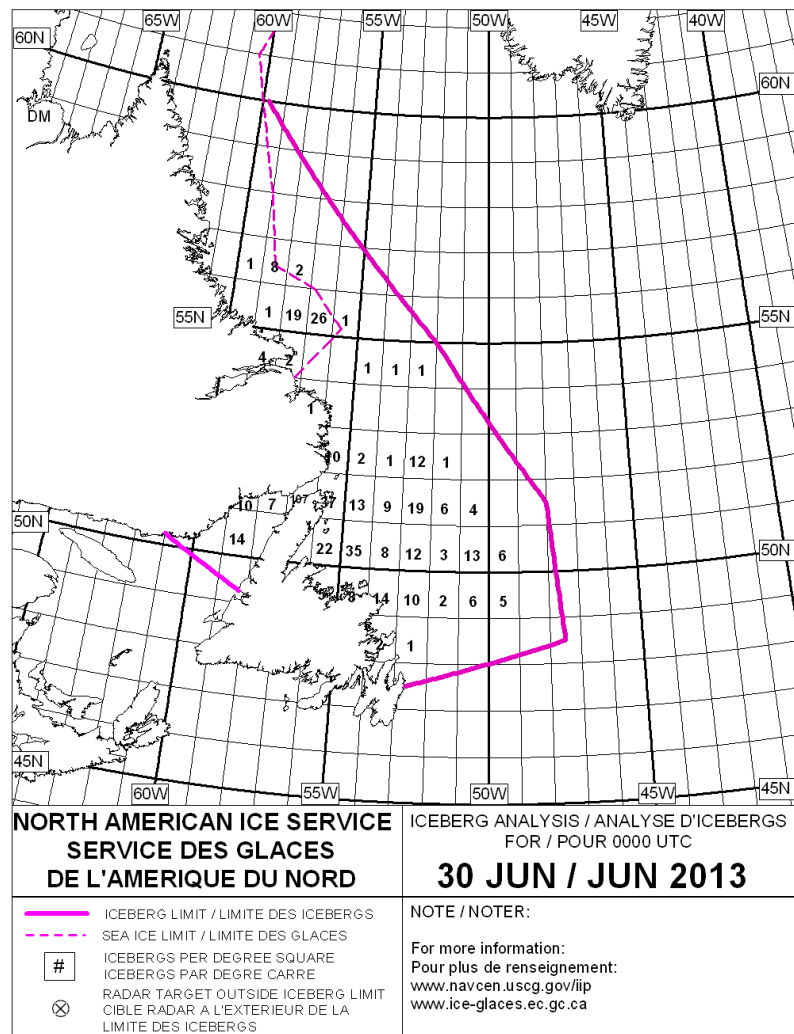 65W 60W 55W 50W 45W 40W
60N
60N
DM
1 8 2
55N 1 19 26 1
55N
4 2
1 1 1
1
2 1 12 1
10 7 37 13 9 19 6 4
50N
14
22 35 8 12 3 13 6
50N
14 10 2 6 5
1
45N
60W 55W 50W 45W
45N
NORTH AMERICAN ICE SERVICE
SERVICE DES GLACES
DE L'AMERIQUE DU NORD
ICEBERG ANALYSIS / ANALYSE D'ICEBERGS
FOR / POUR 0000 UTC
30 JUN / JUN 2013
ICEBERG LIMIT / LIMITE DES ICEBERGS
SEA ICE LIMIT / LIMITE DES GLACES
# ICEBERGS PER DEGREE SQUARE
ICEBERGS PAR DEGRE CARRE
RADAR TARGET OUTSIDE ICEBERG LIMIT
CIBLE RADAR A L'EXTERIEUR DE LA
LIMITE DES ICEBERGS
NOTE / NOTER:
For more information:
Pour plus de renseignement:
www.navcen.uscg.gov/iip
www.ice-glaces.ec.gc.ca